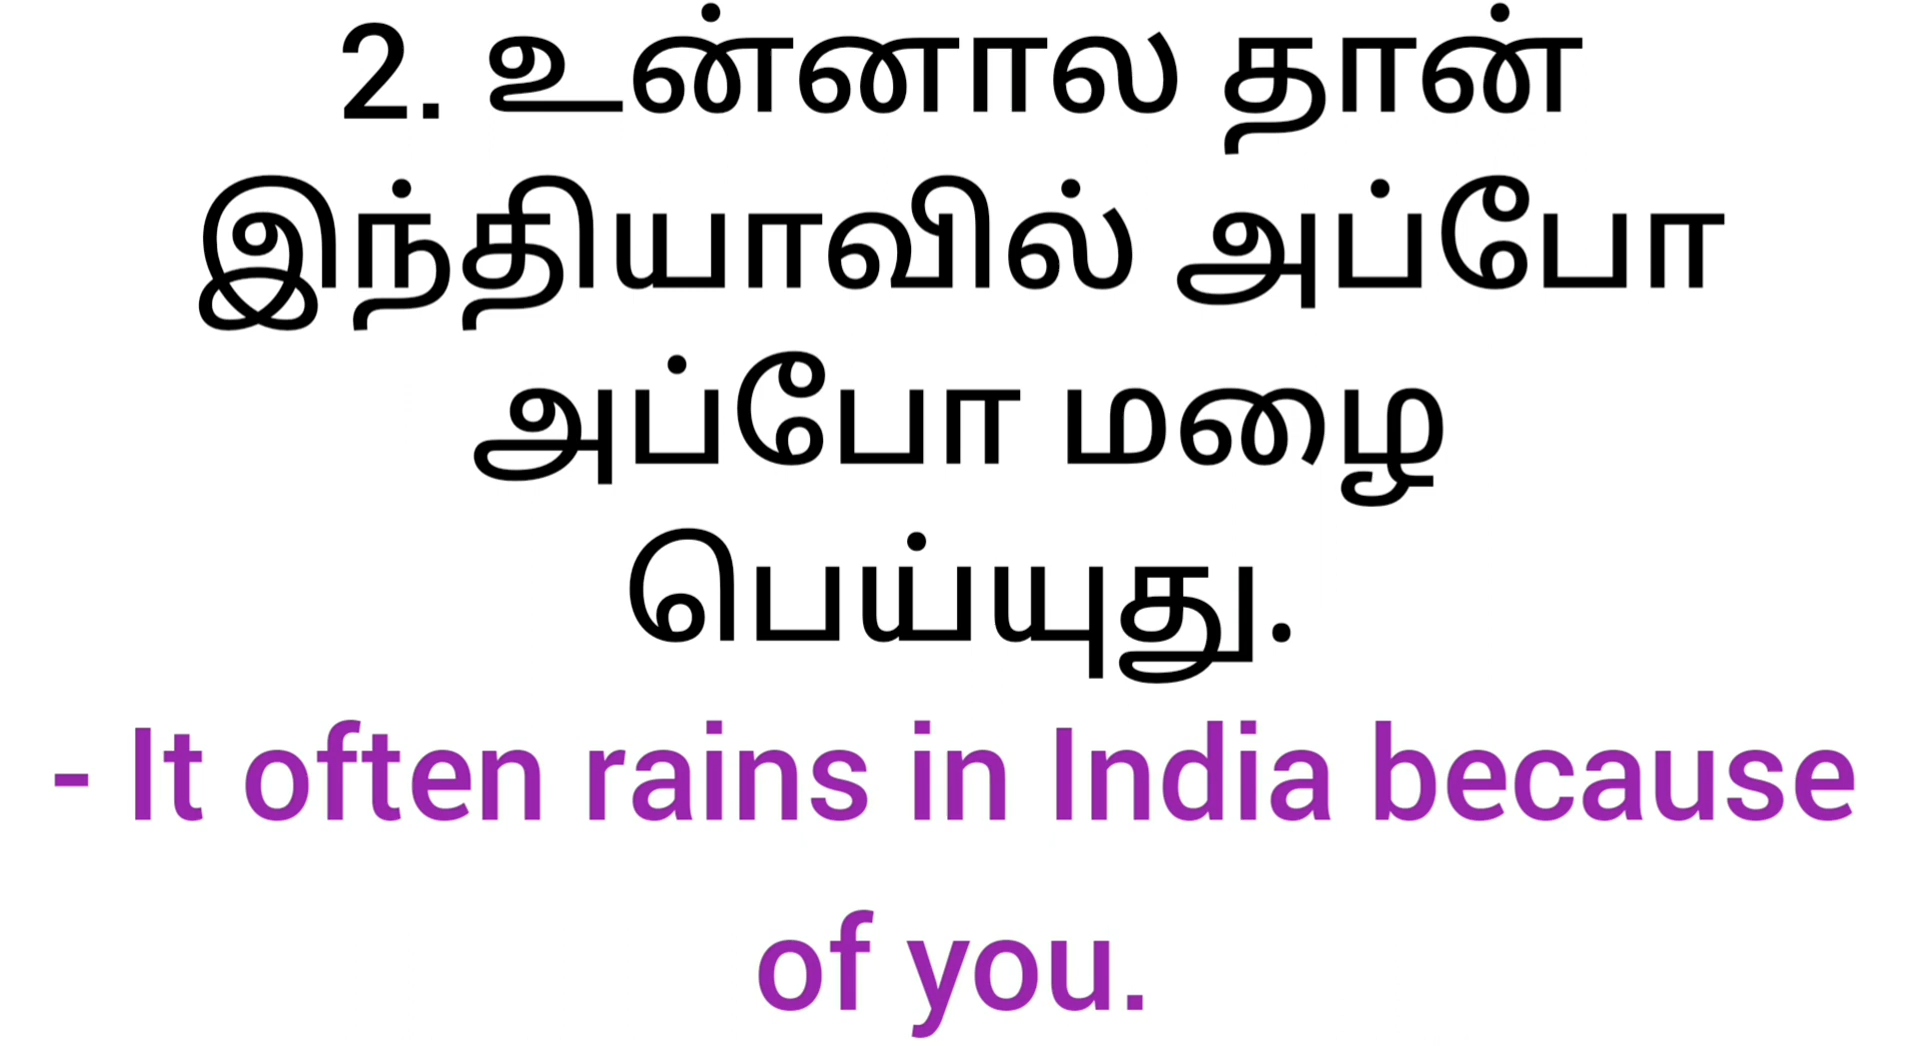 2. உன்னால தான்
இந்தியாவில் அப்போ
அப்போ மழை
பெய்யுது.
- It often rains in India because
of you.